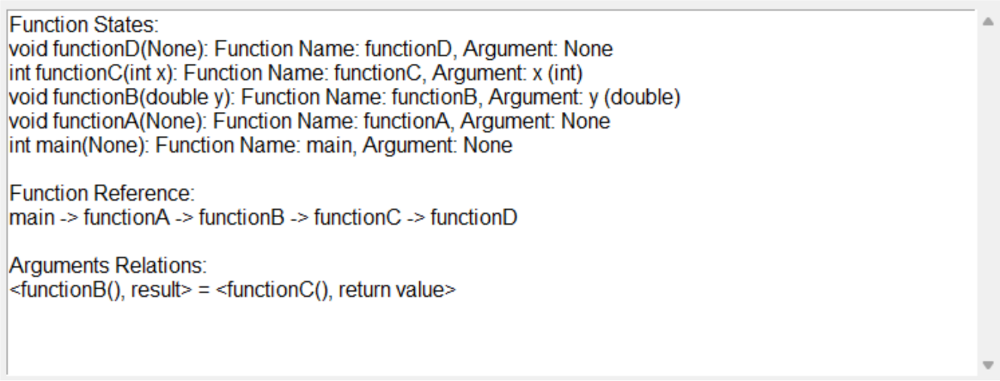 Function States:
void functionD(None): Function Name: functionD, Argument: None
int functionC(int x): Function Name: functionC, Argument: x (int)
void functionB(double y): Function Name: functionB, Argument: y (double)
void functionA(None): Function Name: functionA, Argument: None
int main(None): Function Name: main, Argument: None
Function Reference:
main -> functionA -> functionB -> functionC -> functionD
Arguments Relations:
<functionB(), result> = <functionC(), return value>